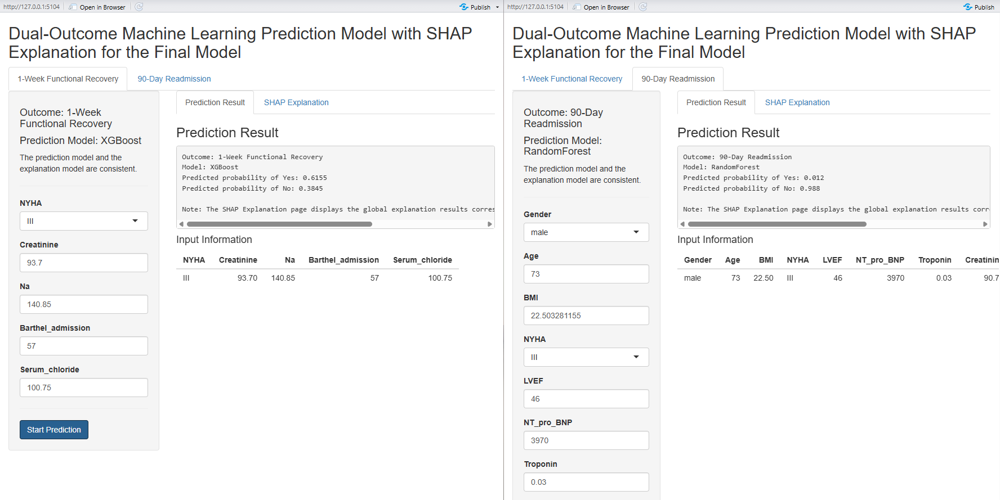 http://127.0.0.1:5104 Open in Browser Publish
Dual-Outcome Machine Learning Prediction Model with SHAP
Explanation for the Final Model
1-Week Functional Recovery 90-Day Readmission
Outcome: 1-Week
Functional Recovery
Prediction Model: XGBoost
The prediction model and the
explanation model are consistent.
NYHA
III
Creatinine
93.7
Na
140.85
Barthel_admission
57
Serum_chloride
100.75
Start Prediction
Prediction Result SHAP Explanation
Prediction Result
Outcome: 1-Week Functional Recovery
Model: XGBoost
Predicted probability of Yes: 0.6155
Predicted probability of No: 0.3845
Note: The SHAP Explanation page displays the global explanation results corres
Input Information
NYHA Creatinine Na Barthel_admission Serum_chloride
III 93.70 140.85 57 100.75
http://127.0.0.1:5104 Open in Browser Publish
Dual-Outcome Machine Learning Prediction Model with SHAP
Explanation for the Final Model
1-Week Functional Recovery 90-Day Readmission
Outcome: 90-Day
Readmission
Prediction Model:
RandomForest
The prediction model and the
explanation model are consistent.
Gender
male
Age
73
BMI
22.503281155
NYHA
III
LVEF
46
NT_pro_BNP
3970
Troponin
0.03
Prediction Result SHAP Explanation
Prediction Result
Outcome: 90-Day Readmission
Model: RandomForest
Predicted probability of Yes: 0.012
Predicted probability of No: 0.988
Note: The SHAP Explanation page displays the global explanation results corr
Input Information
Gender Age BMI NYHA LVEF NT_pro_BNP Troponin Creatinin
male 73 22.50 III 46 3970 0.03 90.7